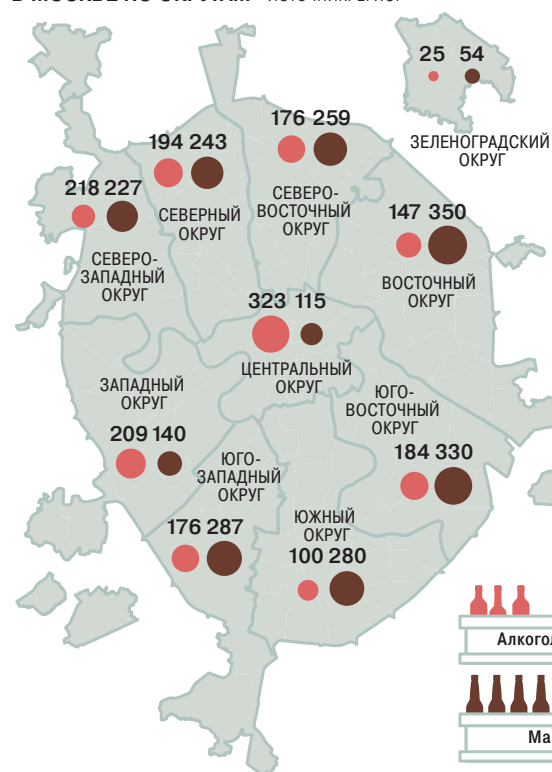 25 54
ЗЕЛЕНОГРАДСКИЙ
ОКРУГ
176 259
СЕВЕРО-
ВОСТОЧНЫЙ
ОКРУГ
194 243
СЕВЕРНЫЙ
ОКРУГ
218 227
СЕВЕРО-
ЗАПАДНЫЙ
ОКРУГ
147 350
ВОСТОЧНЫЙ
ОКРУГ
323 115
ЦЕНТРАЛЬНЫЙ
ОКРУГ
ЗАПАДНЫЙ
ОКРУГ
209 140
ЮГО-
ВОСТОЧНЫЙ
ОКРУГ
184 330
ЮГО-
ЗАПАДНЫЙ
ОКРУГ
176 287
ЮЖНЫЙ
ОКРУГ
100 280